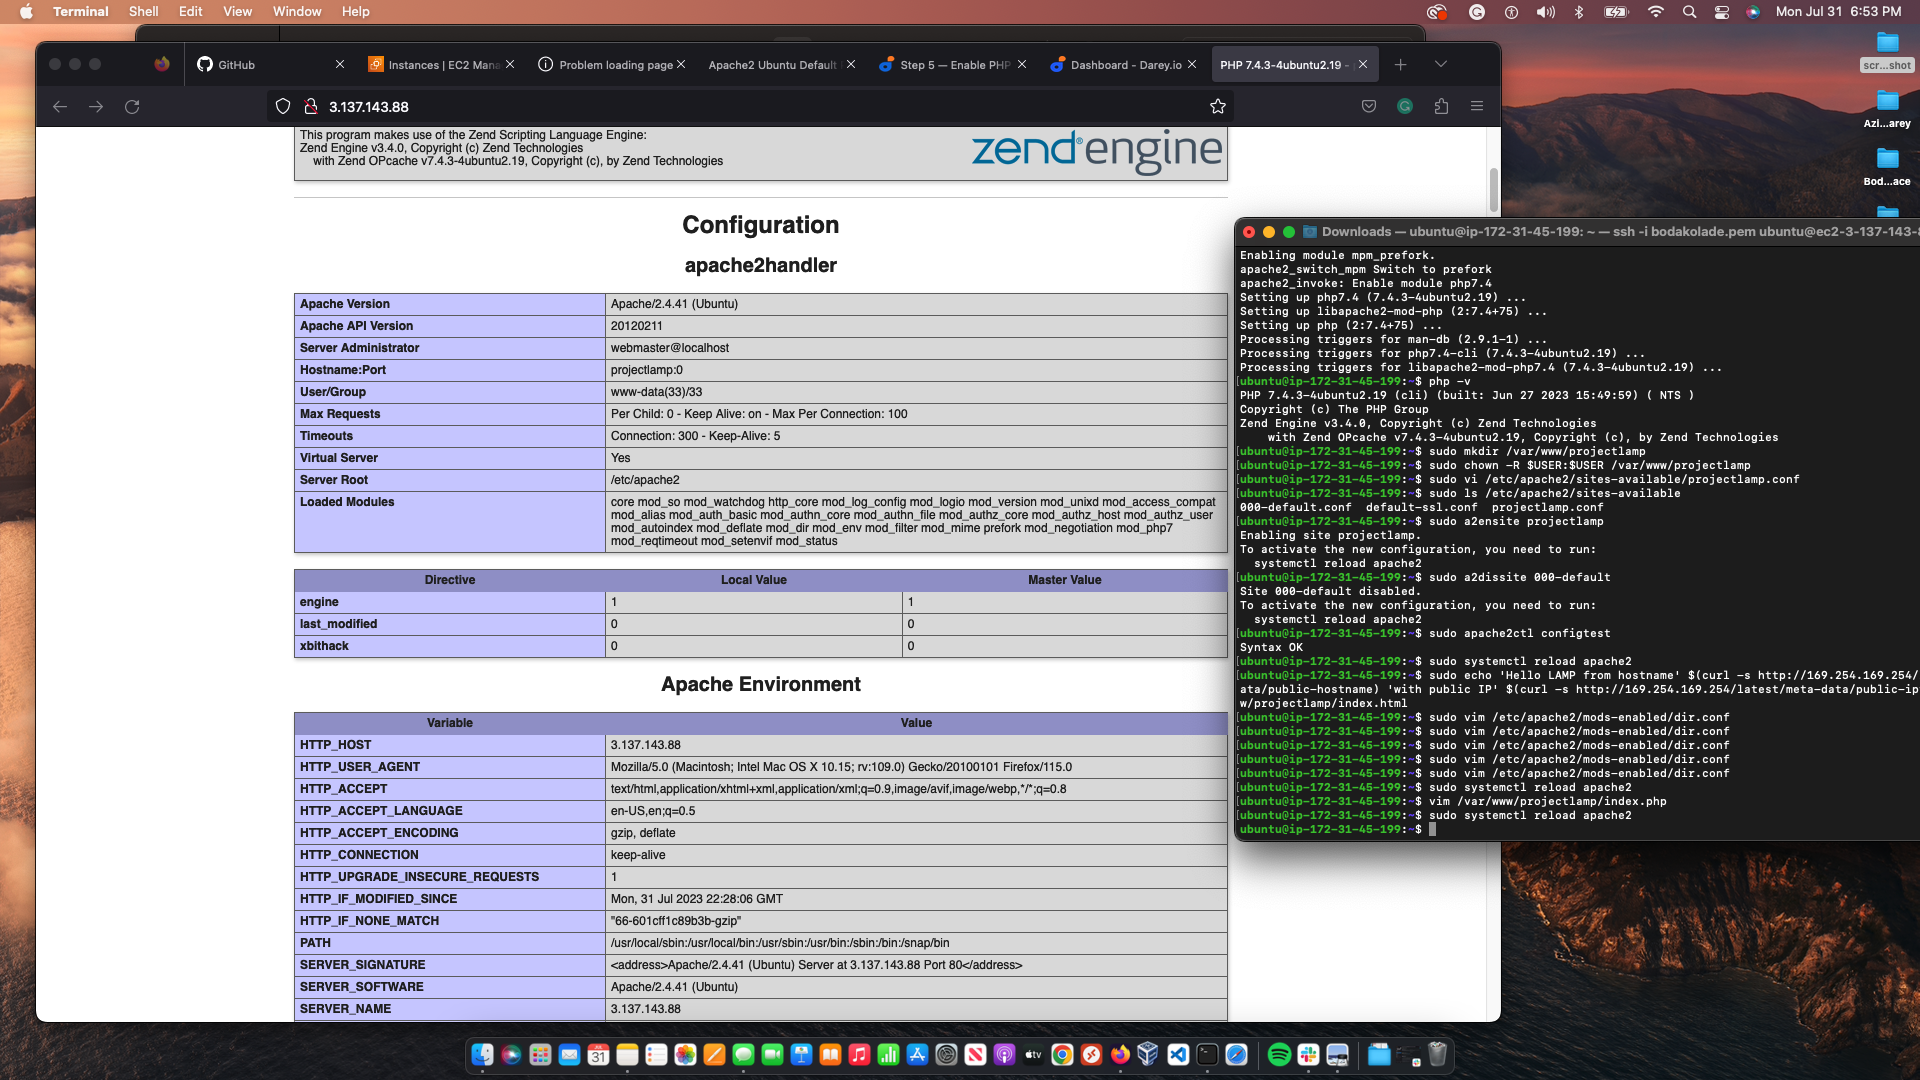 Terminal Shell Edit View Window Help
Mon Jul 31 6:53 PM
GitHub
Instances | EC2 Mana
Problem loading page
Apache2 Ubuntu Default
Step 5 — Enable PHP
Dashboard - Darey.io
PHP 7.4.3-4ubuntu2.19 -
3.137.143.88
This program makes use of the Zend Scripting Language Engine:
Zend Engine v3.4.0, Copyright (c) Zend Technologies
with Zend OPcache v7.4.3-4ubuntu2.19, Copyright (c), by Zend Technologies
zend engine
Configuration
apache2handler
Apache Version Apache/2.4.41 (Ubuntu)
Apache API Version 20120211
Server Administrator webmaster@localhost
Hostname:Port projectlamp:0
User/Group www-data(33)/33
Max Requests Per Child: 0 - Keep Alive: on - Max Per Connection: 100
Timeouts Connection: 300 - Keep-Alive: 5
Virtual Server Yes
Server Root /etc/apache2
Loaded Modules core mod_so mod_watchdog http_core mod_log_config mod_logio mod_version mod_unixd mod_access_compat
mod_alias mod_auth_basic mod_authn_core mod_authn_file mod_authz_core mod_authz_host mod_authz_user
mod_autoindex mod_deflate mod_dir mod_env mod_filter mod_mime prefork mod_negotiation mod_php7
mod_reqtimeout mod_setenvif mod_status
Directive Local Value Master Value
engine 1 1
last_modified 0 0
xbithack 0 0
Apache Environment
Variable Value
HTTP_HOST 3.137.143.88
HTTP_USER_AGENT Mozilla/5.0 (Macintosh; Intel Mac OS X 10.15; rv:109.0) Gecko/20100101 Firefox/115.0
HTTP_ACCEPT text/html,application/xhtml+xml,application/xml;q=0.9,image/avif,image/webp,*/*;q=0.8
HTTP_ACCEPT_LANGUAGE en-US,en;q=0.5
HTTP_ACCEPT_ENCODING gzip, deflate
HTTP_CONNECTION keep-alive
HTTP_UPGRADE_INSECURE_REQUESTS 1
HTTP_IF_MODIFIED_SINCE Mon, 31 Jul 2023 22:28:06 GMT
HTTP_IF_NONE_MATCH "66-601cff1c89b3b-gzip"
PATH /usr/local/sbin:/usr/local/bin:/usr/sbin:/usr/bin:/sbin:/bin:/snap/bin
SERVER_SIGNATURE <address>Apache/2.4.41 (Ubuntu) Server at 3.137.143.88 Port 80</address>
SERVER_SOFTWARE Apache/2.4.41 (Ubuntu)
SERVER_NAME 3.137.143.88
scr...shot
Azi...arey
Bod...ace
Downloads — ubuntu@ip-172-31-45-199: ~ — ssh -i bodakolade.pem ubuntu@ec2-3-137-143-8
Enabling module mpm_prefork.
apache2_switch_mpm Switch to prefork
apache2_invoke: Enable module php7.4
Setting up php7.4 (7.4.3-4ubuntu2.19) ...
Setting up libapache2-mod-php (2:7.4+75) ...
Setting up php (2:7.4+75) ...
Processing triggers for man-db (2.9.1-1) ...
Processing triggers for php7.4-cli (7.4.3-4ubuntu2.19) ...
Processing triggers for libapache2-mod-php7.4 (7.4.3-4ubuntu2.19) ...
[ubuntu@ip-172-31-45-199:~$ php -v
PHP 7.4.3-4ubuntu2.19 (cli) (built: Jun 27 2023 15:49:59) ( NTS )
Copyright (c) The PHP Group
Zend Engine v3.4.0, Copyright (c) Zend Technologies
with Zend OPcache v7.4.3-4ubuntu2.19, Copyright (c), by Zend Technologies
[ubuntu@ip-172-31-45-199:~$ sudo mkdir /var/www/projectlamp
[ubuntu@ip-172-31-45-199:~$ sudo chown -R $USER:$USER /var/www/projectlamp
[ubuntu@ip-172-31-45-199:~$ sudo vi /etc/apache2/sites-available/projectlamp.conf
[ubuntu@ip-172-31-45-199:~$ sudo ls /etc/apache2/sites-available
000-default.conf default-ssl.conf projectlamp.conf
[ubuntu@ip-172-31-45-199:~$ sudo a2ensite projectlamp
Enabling site projectlamp.
To activate the new configuration, you need to run:
systemctl reload apache2
[ubuntu@ip-172-31-45-199:~$ sudo a2dissite 000-default
Site 000-default disabled.
To activate the new configuration, you need to run:
systemctl reload apache2
[ubuntu@ip-172-31-45-199:~$ sudo apache2ctl configtest
Syntax OK
[ubuntu@ip-172-31-45-199:~$ sudo systemctl reload apache2
[ubuntu@ip-172-31-45-199:~$ sudo echo 'Hello LAMP from hostname' $(curl -s http://169.254.169.254/
ata/public-hostname) 'with public IP' $(curl -s http://169.254.169.254/latest/meta-data/public-ip
w/projectlamp/index.html
[ubuntu@ip-172-31-45-199:~$ sudo vim /etc/apache2/mods-enabled/dir.conf
[ubuntu@ip-172-31-45-199:~$ sudo vim /etc/apache2/mods-enabled/dir.conf
[ubuntu@ip-172-31-45-199:~$ sudo vim /etc/apache2/mods-enabled/dir.conf
[ubuntu@ip-172-31-45-199:~$ sudo vim /etc/apache2/mods-enabled/dir.conf
[ubuntu@ip-172-31-45-199:~$ sudo vim /etc/apache2/mods-enabled/dir.conf
[ubuntu@ip-172-31-45-199:~$ sudo systemctl reload apache2
[ubuntu@ip-172-31-45-199:~$ vim /var/www/projectlamp/index.php
[ubuntu@ip-172-31-45-199:~$ sudo systemctl reload apache2
ubuntu@ip-172-31-45-199:~$
31
tv